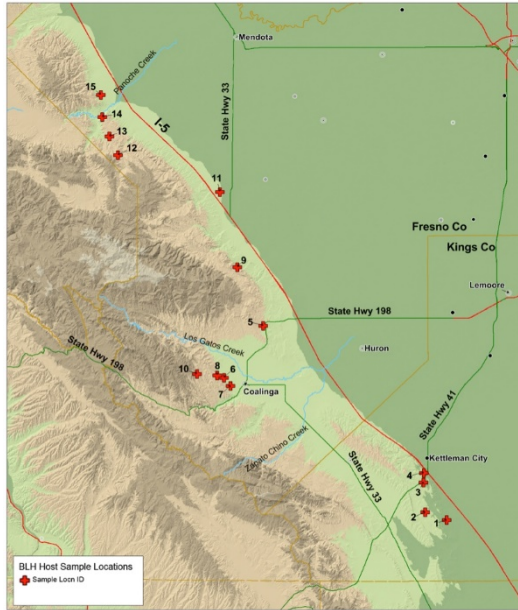 Mendota
Panoche Creek
15
14
13
12
I-5
State Hwy 33
11
Fresno Co
Kings Co
9
Lemoore
5
State Hwy 198
Los Gatos Creek
Huron
State Hwy 198
10
8
6
7
Coalinga
State Hwy 41
Zapato Chino Creek
State Hwy 33
Kettleman City
4
3
2
1
BLH Host Sample Locations
Sample Locn ID